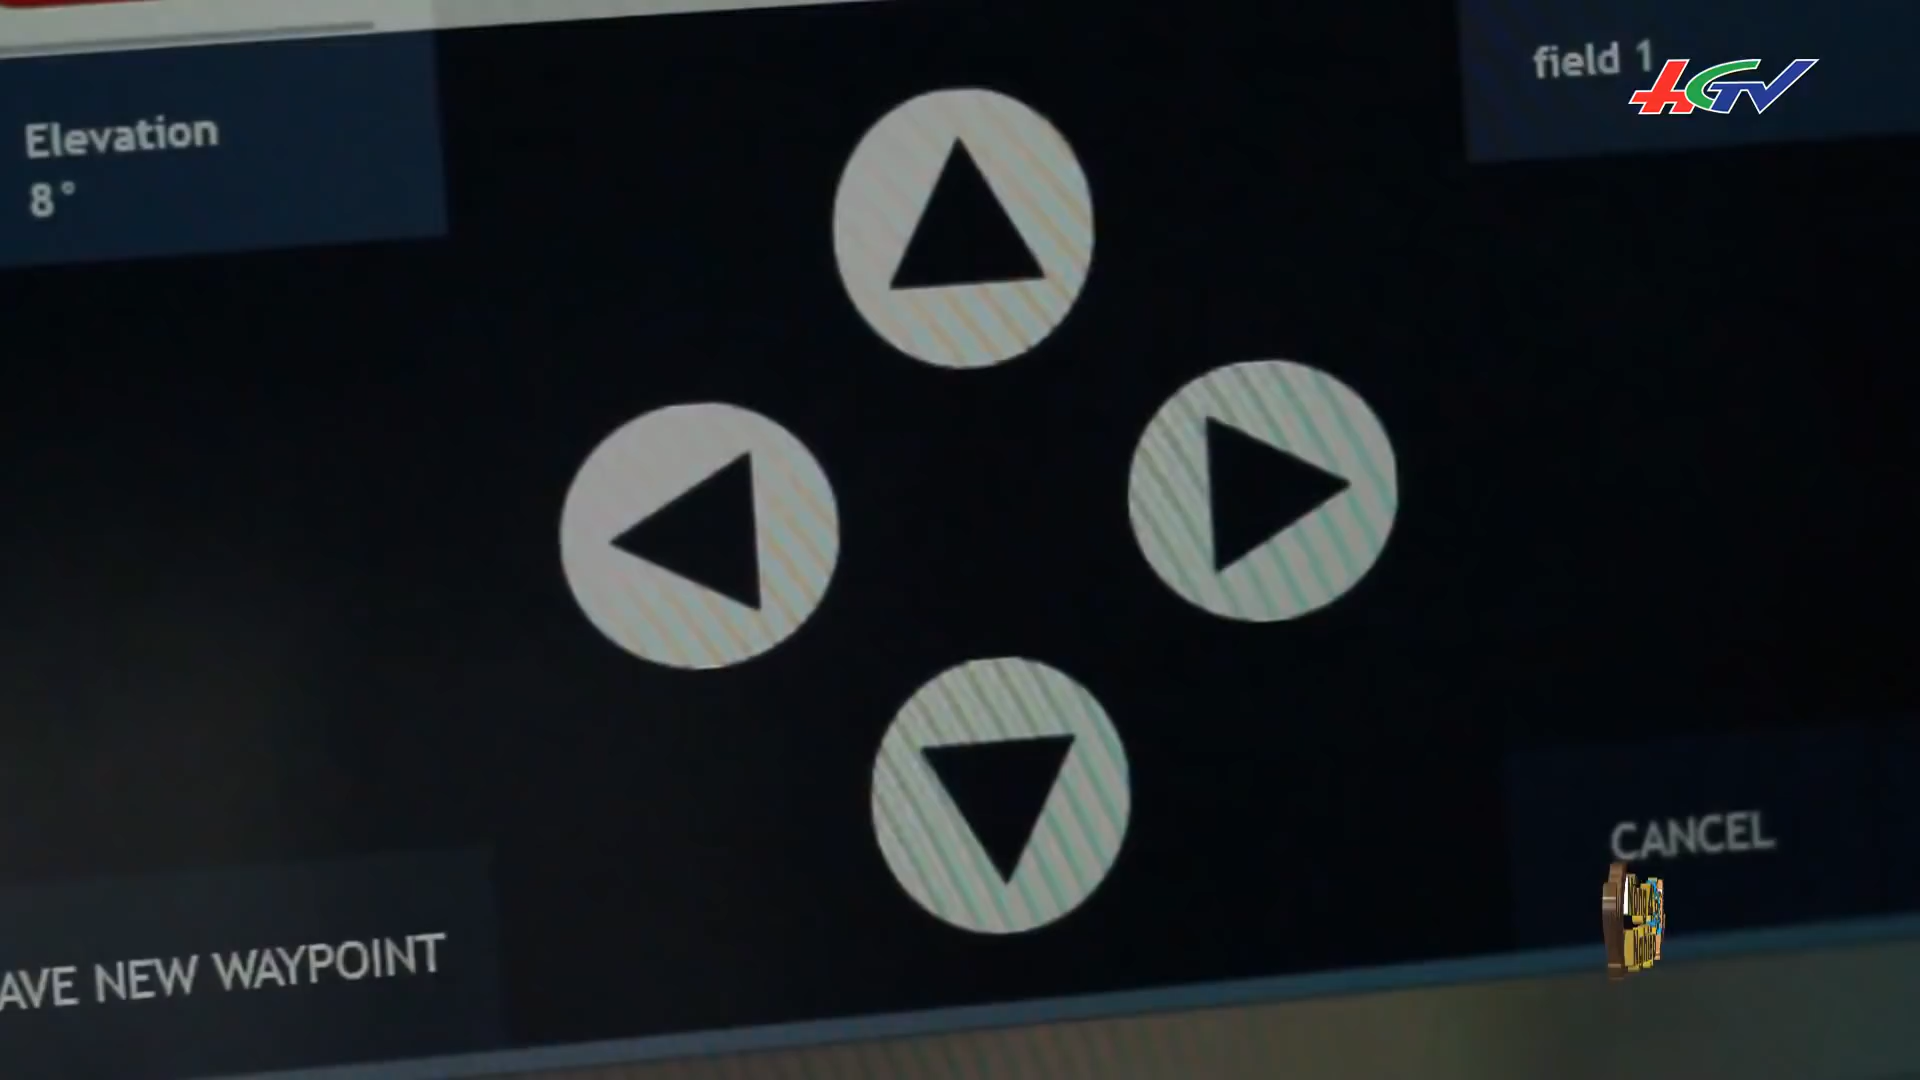 Elevation
8°
field 1
HGTV
CANCEL
AVE NEW WAYPOINT